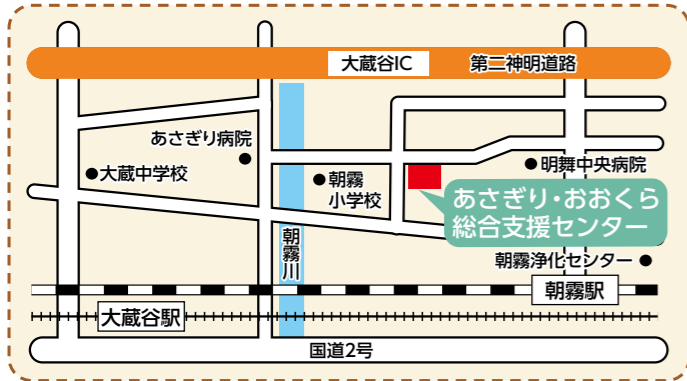 大蔵谷IC
第二神明道路
あさぎり病院
大蔵中学校
朝霧
小学校
明舞中央病院
あさぎり・おおくら
総合支援センター
朝霧川
朝霧浄化センター
朝霧駅
大蔵谷駅
国道2号